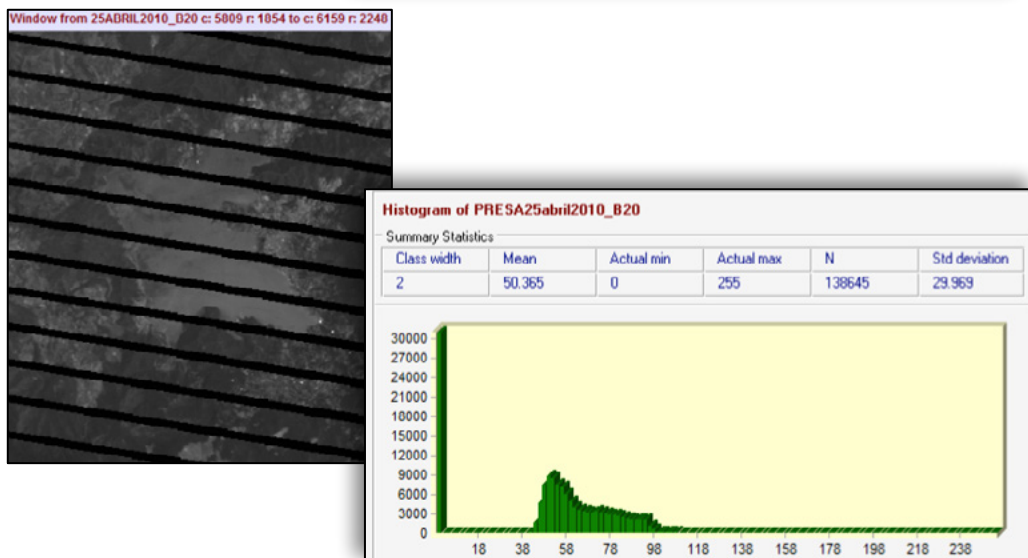 Window from 25ABRIL2010_B20 c: 5809 r: 1854 to c: 6159 r: 2248
Histogram of PRESA25abril2010_B20
Summary Statistics
Class width Mean Actual min Actual max N Std deviation
2 50.365 0 255 138645 29.969
30000
27000
24000
21000
18000
15000
12000
9000
6000
3000
0
18 38 58 78 98 118 138 158 178 198 218 238